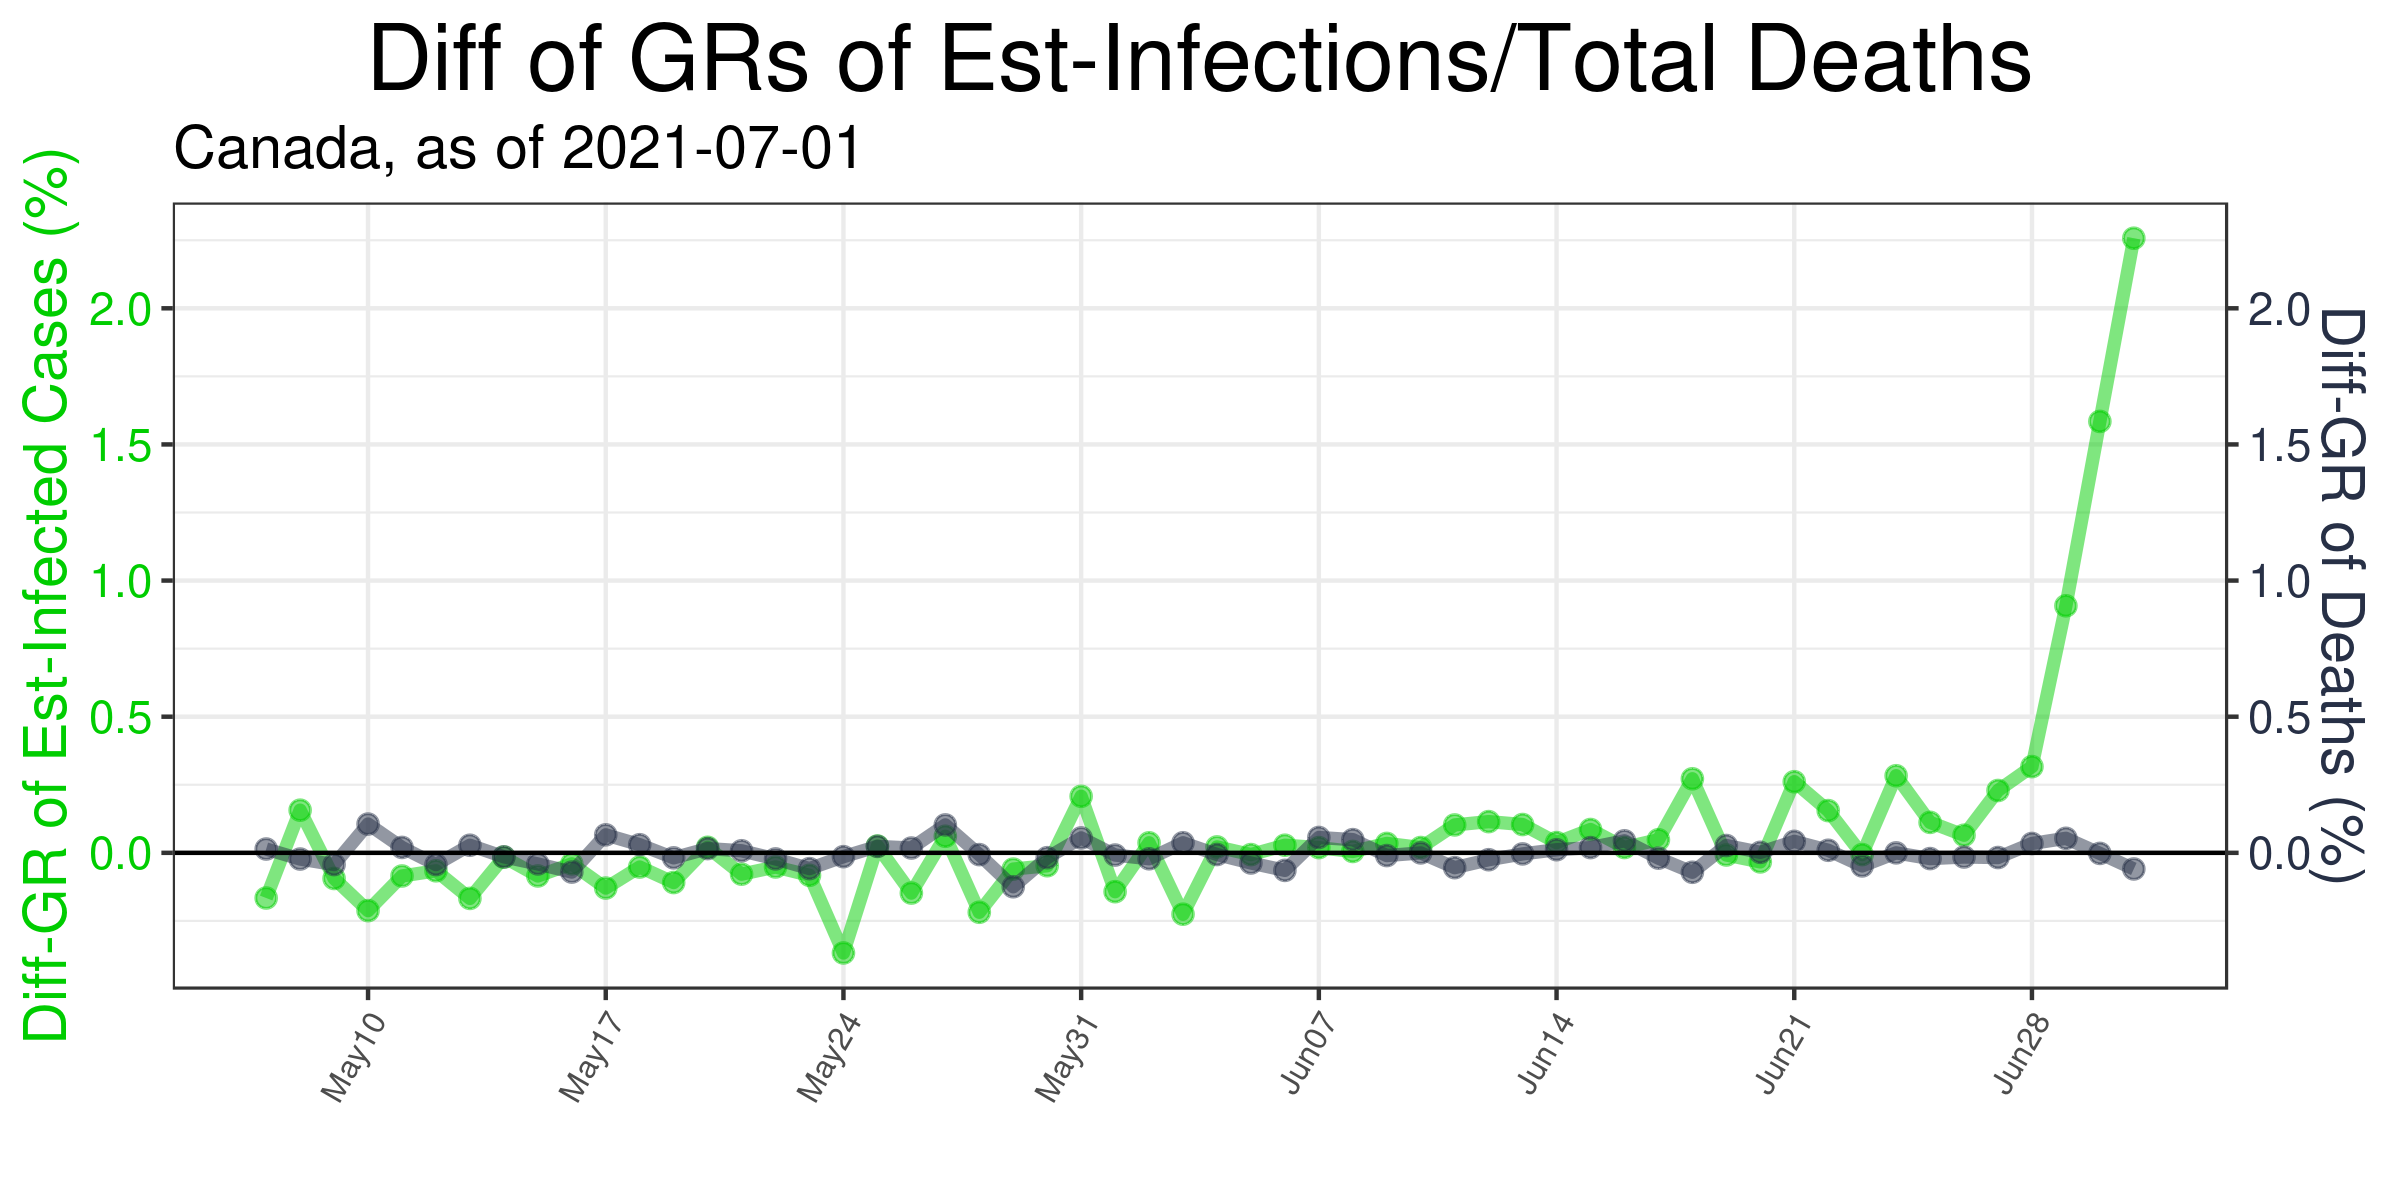 Diff of GRs of Est-Infections/Total Deaths
Canada, as of 2021-07-01
Diff-GR of Est-Infected Cases (%)
2.0
1.5
1.0
0.5
0.0
2.0
1.5
1.0
0.5
0.0
Diff-GR of Deaths (%)
May10
May17
May24
May31
Jun07
Jun14
Jun21
Jun28